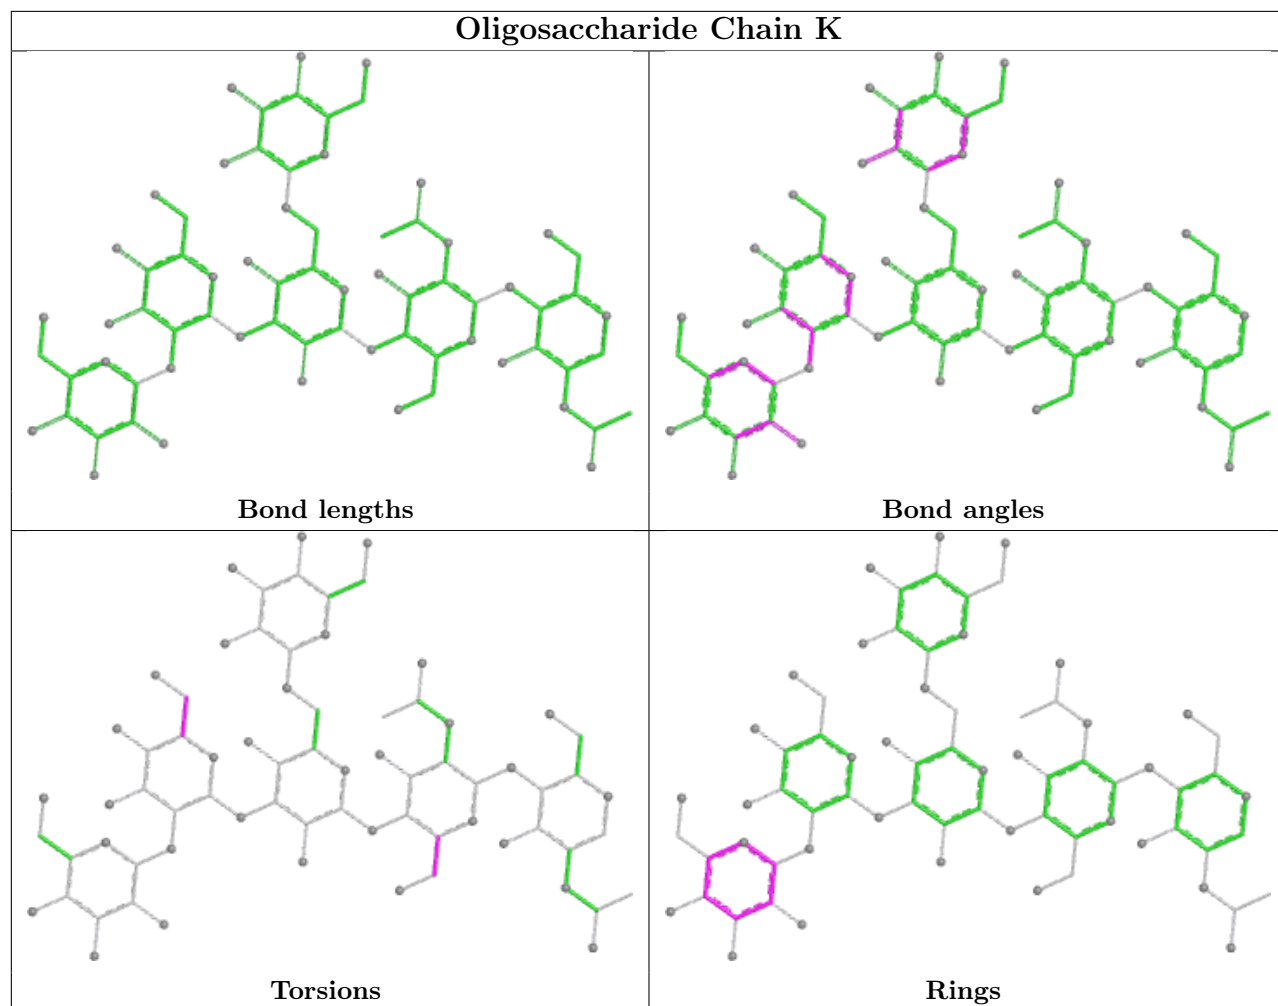 Oligosaccharide Chain K
Bond lengths
Bond angles
Torsions
Rings